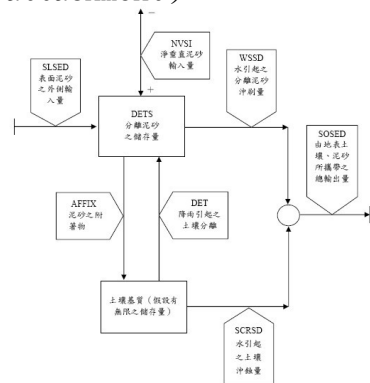 NVSI
淨垂直泥砂
輸入量
SLSED
表面泥砂
之外側輸
入量
WSSD
水引起之
分離泥砂
沖刷量
DETS
分離泥砂
之儲存量
SOSED
由地表土
壤、泥砂
所攜帶之
總輸出量
AFFIX
泥砂之附
著物
DET
降雨引起之
土壤分離
土壤基質（假設有
無限之儲存量）
SCRSD
水引起
之土壤
沖蝕量